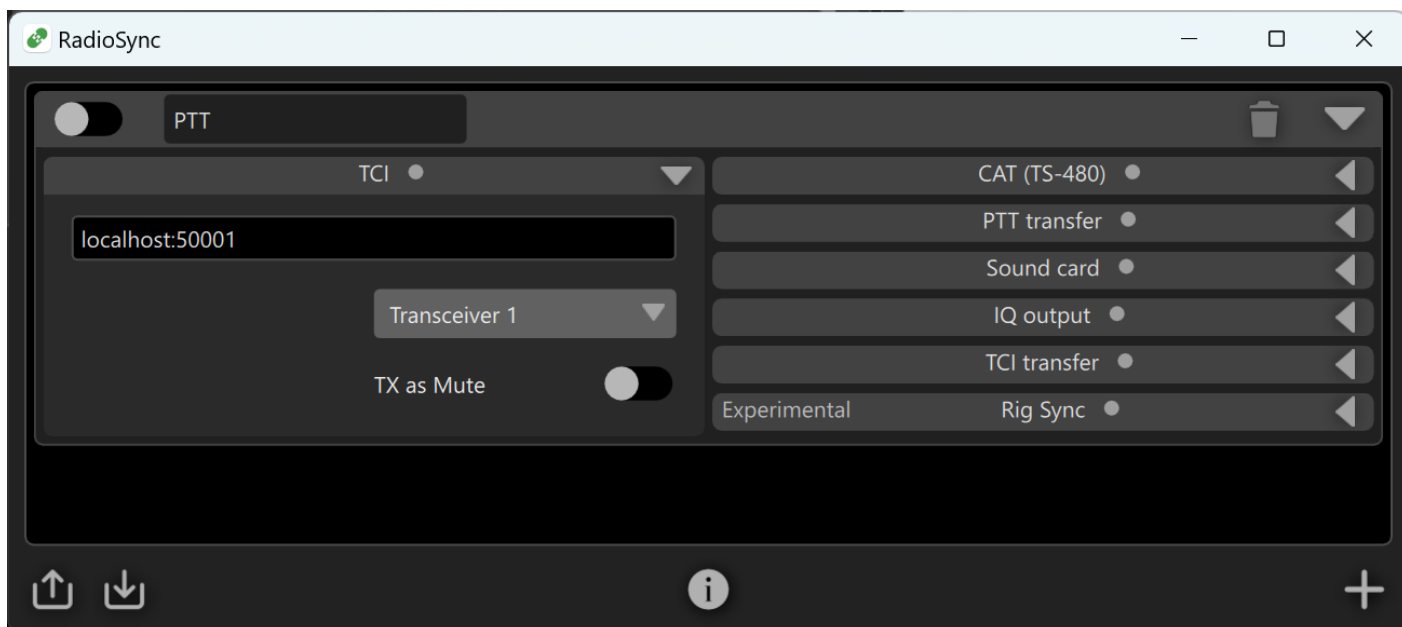 RadioSync
PTT
TCI
localhost:50001
Transceiver 1
TX as Mute
CAT (TS-480)
PTT transfer
Sound card
IQ output
TCI transfer
Experimental Rig Sync